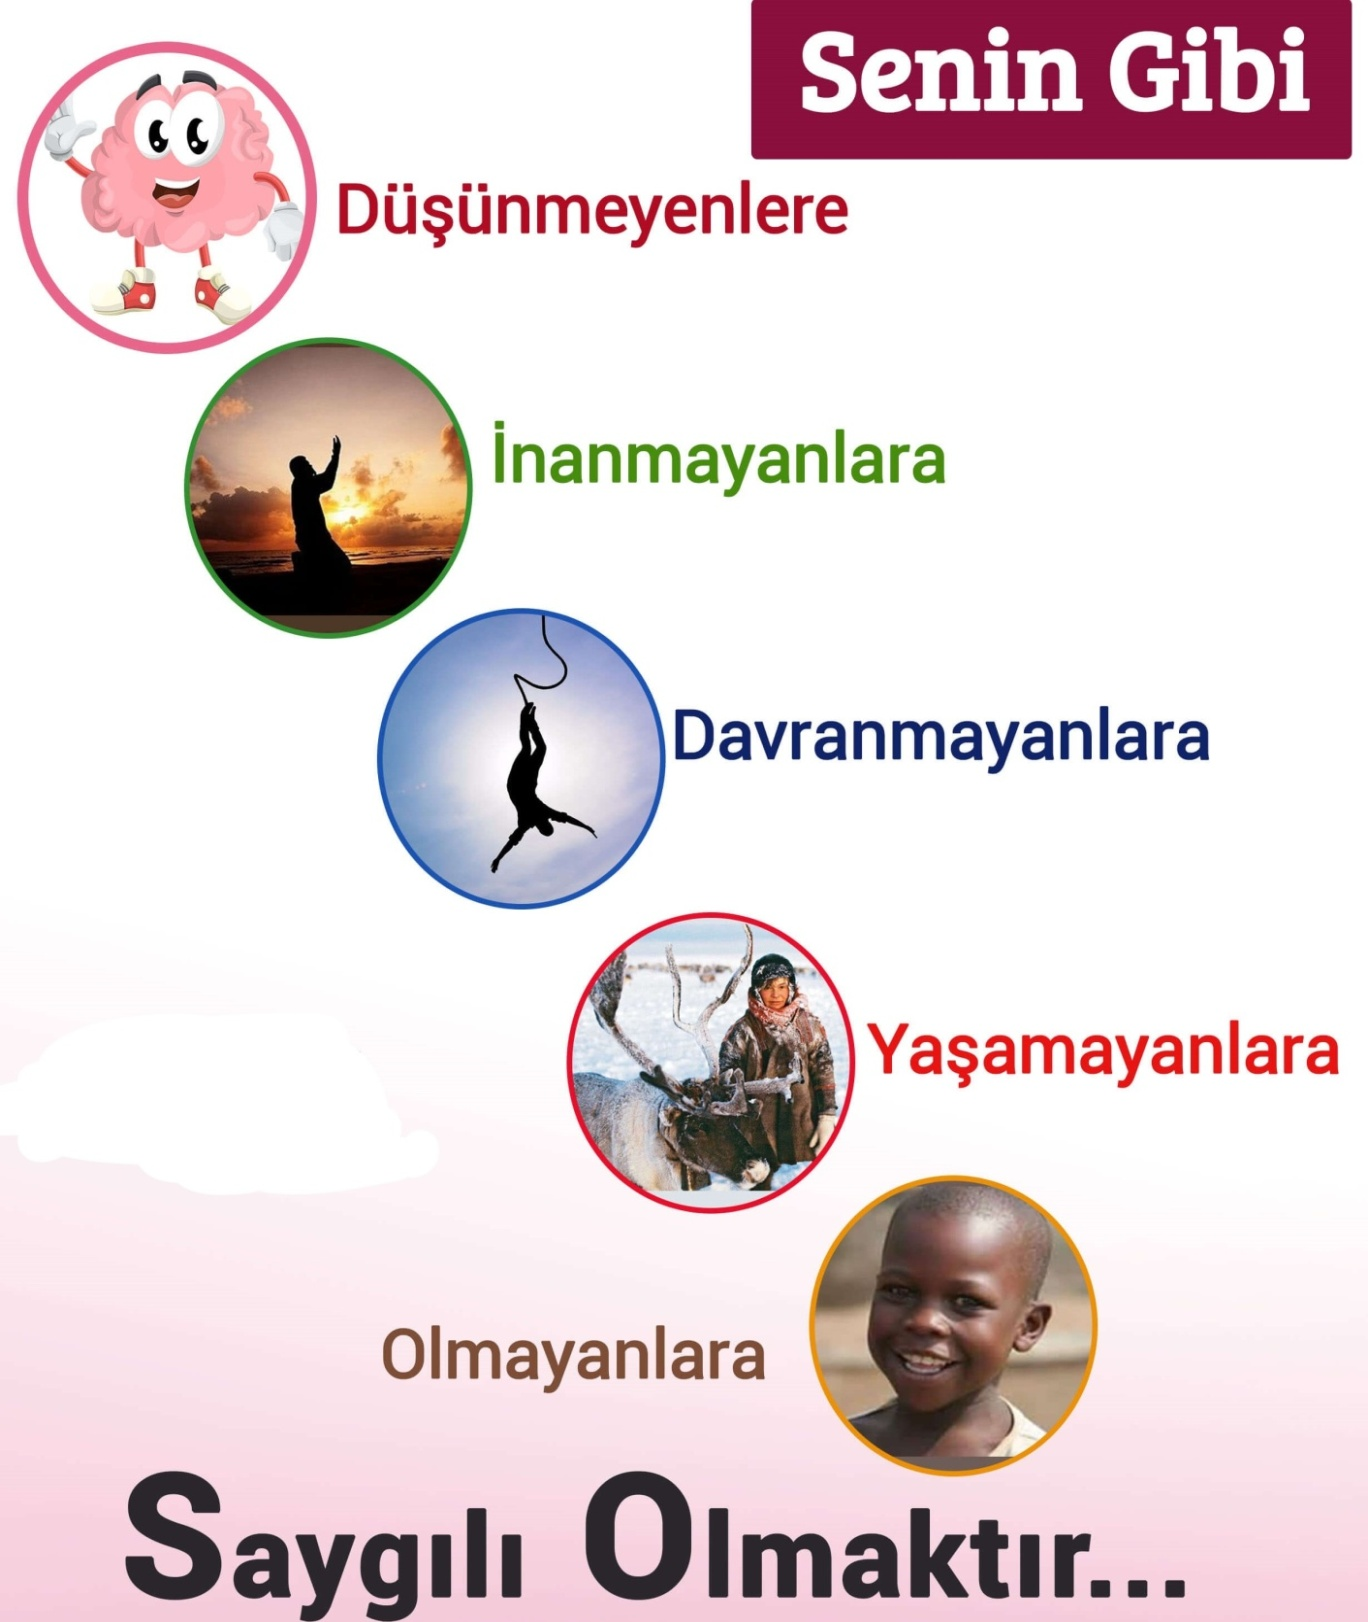 Senin Gibi
Düşünmeyenlere
İnanmayanlara
Davranmayanlara
Yaşamayanlara
Olmayanlara
Saygılı Olmaktır...